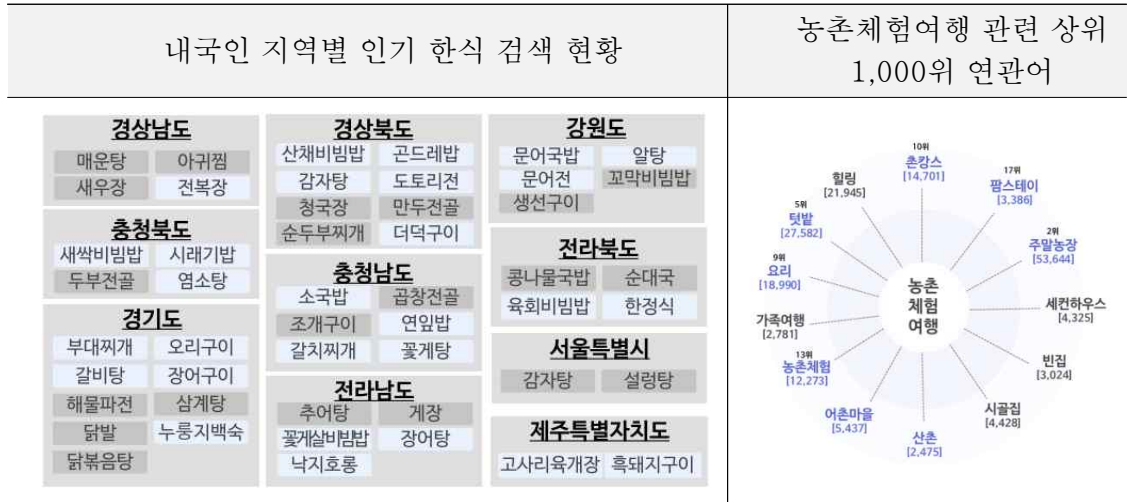 내국인 지역별 인기 한식 검색 현황
농촌체험여행 관련 상위
1,000위 연관어
경상남도
매운탕 아귀찜
새우장 전복장
충청북도
새싹비빔밥 시래기밥
두부전골 염소탕
경기도
부대찌개 오리구이
갈비탕 장어구이
해물파전 삼계탕
닭발 누룽지백숙
닭볶음탕
경상북도
산채비빔밥 곤드레밥
감자탕 도토리전
청국장 만두전골
순두부찌개 더덕구이
충청남도
소국밥 곱창전골
조개구이 연잎밥
갈치찌개 꽃게탕
전라남도
추어탕 게장
꽃게살비빔밥 장어탕
낙지호롱
강원도
문어국밥 알탕
문어전 꼬막비빔밥
생선구이
전라북도
콩나물국밥 순대국
육회비빔밥 한정식
서울특별시
감자탕 설렁탕
제주특별자치도
고사리육개장 흑돼지구이
농촌
체험
여행
10위
촌캉스
[14,701]
17위
팜스테이
[3,386]
2위
주말농장
[53,644]
세컨하우스
[4,325]
빈집
[3,024]
시골집
[4,428]
산촌
[2,475]
어촌마을
[5,437]
13위
농촌체험
[12,273]
가족여행
[2,781]
9위
요리
[18,990]
5위
텃밭
[27,582]
힐링
[21,945]